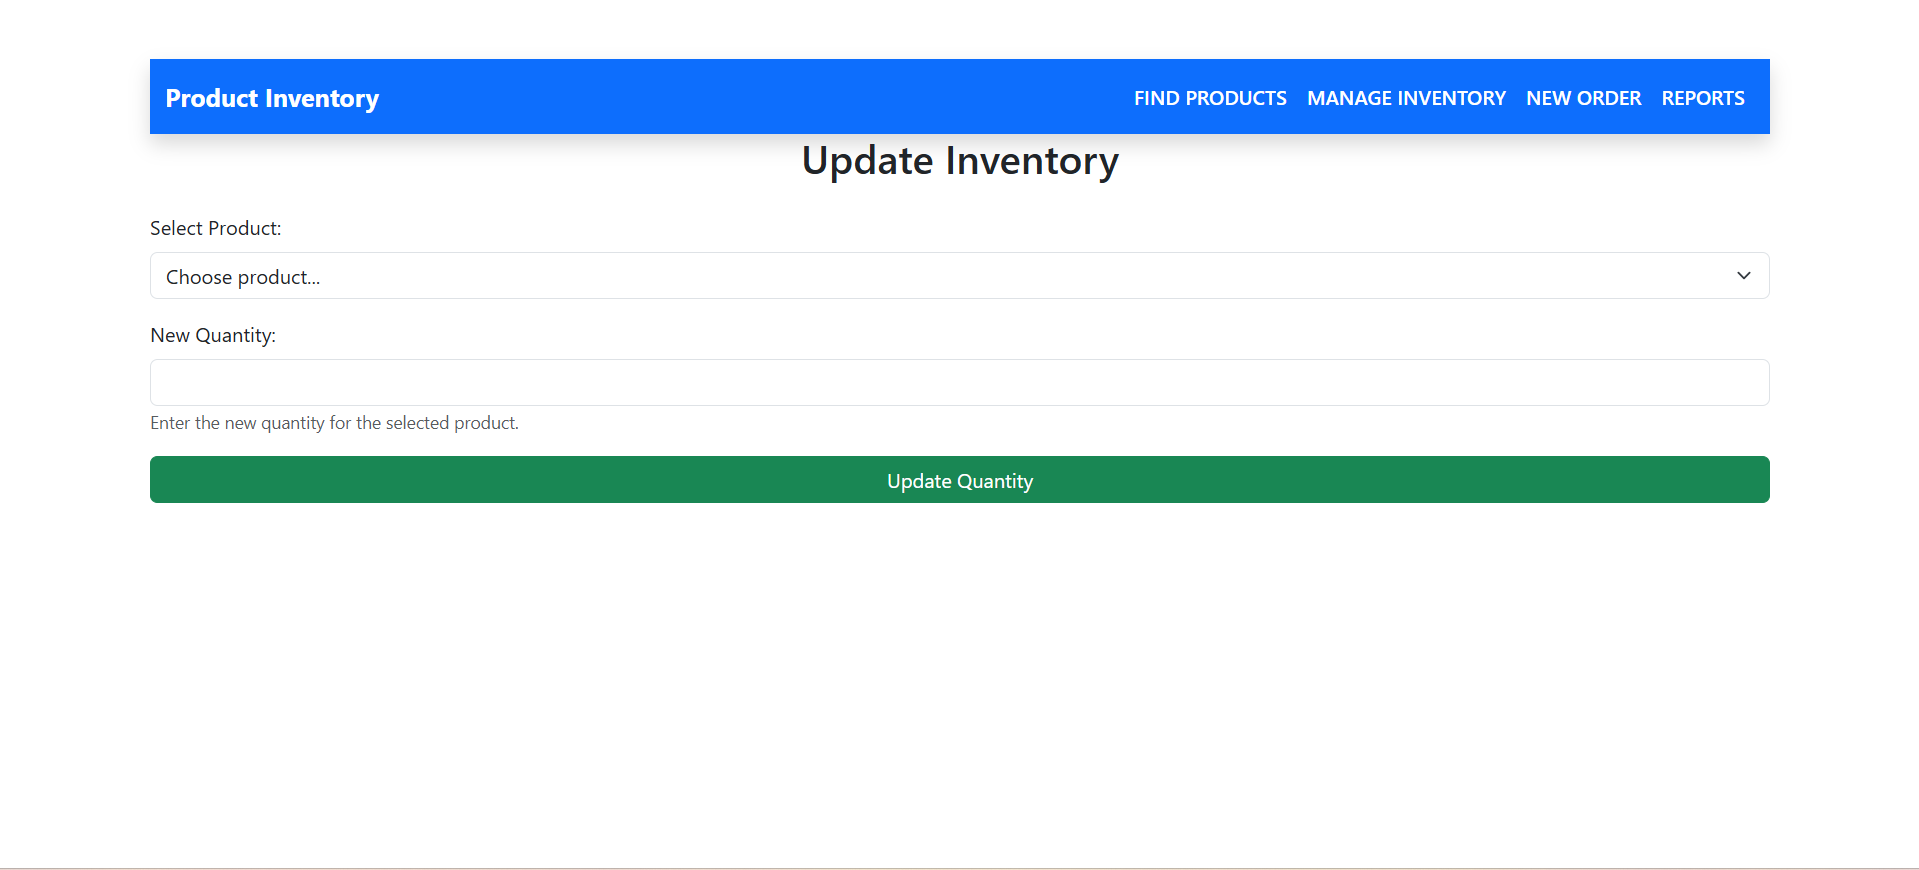 Product Inventory FIND PRODUCTS MANAGE INVENTORY NEW ORDER REPORTS
Update Inventory
Select Product:
Choose product...
New Quantity:
Enter the new quantity for the selected product.
Update Quantity